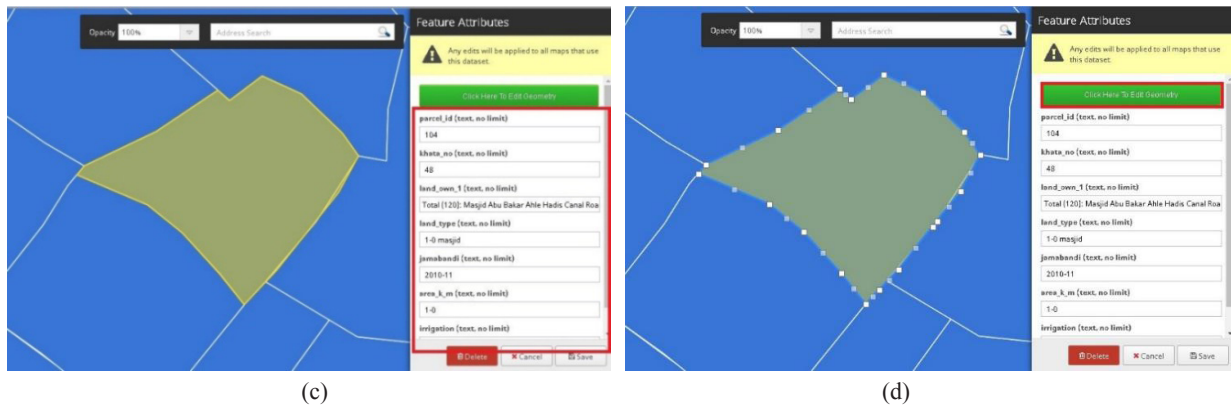 Opacity 100% Address Search
Feature Attributes
Any edits will be applied to all maps that use
this dataset.
Click Here To Edit Geometry
parcel_id (text, no limit)
104
khata_no (text, no limit)
48
land_own_1 (text, no limit)
Total (120): Masjid Abu Bakar Ahle Hadis Canal Roa
land_type (text, no limit)
1-0 masjid
jamabandi (text, no limit)
2010-11
area_k_m (text, no limit)
1-0
irrigation (text, no limit)
Delete Cancel Save
(c)
Opacity 100% Address Search
Feature Attributes
Any edits will be applied to all maps that use
this dataset.
Click Here To Edit Geometry
parcel_id (text, no limit)
104
khata_no (text, no limit)
48
land_own_1 (text, no limit)
Total (120): Masjid Abu Bakar Ahle Hadis Canal Roa
land_type (text, no limit)
1-0 masjid
jamabandi (text, no limit)
2010-11
area_k_m (text, no limit)
1-0
irrigation (text, no limit)
Delete Cancel Save
(d)